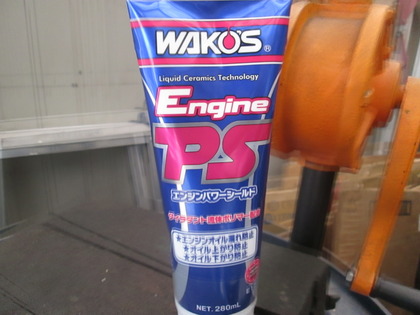 WAKO'S®
Liquid Ceramics Technology
Engine
PS
エンジンパワーシールド
★エンジンオイル漏れ防止
★オイル上がり防止
★オイル下がり防止
NET. 280mL